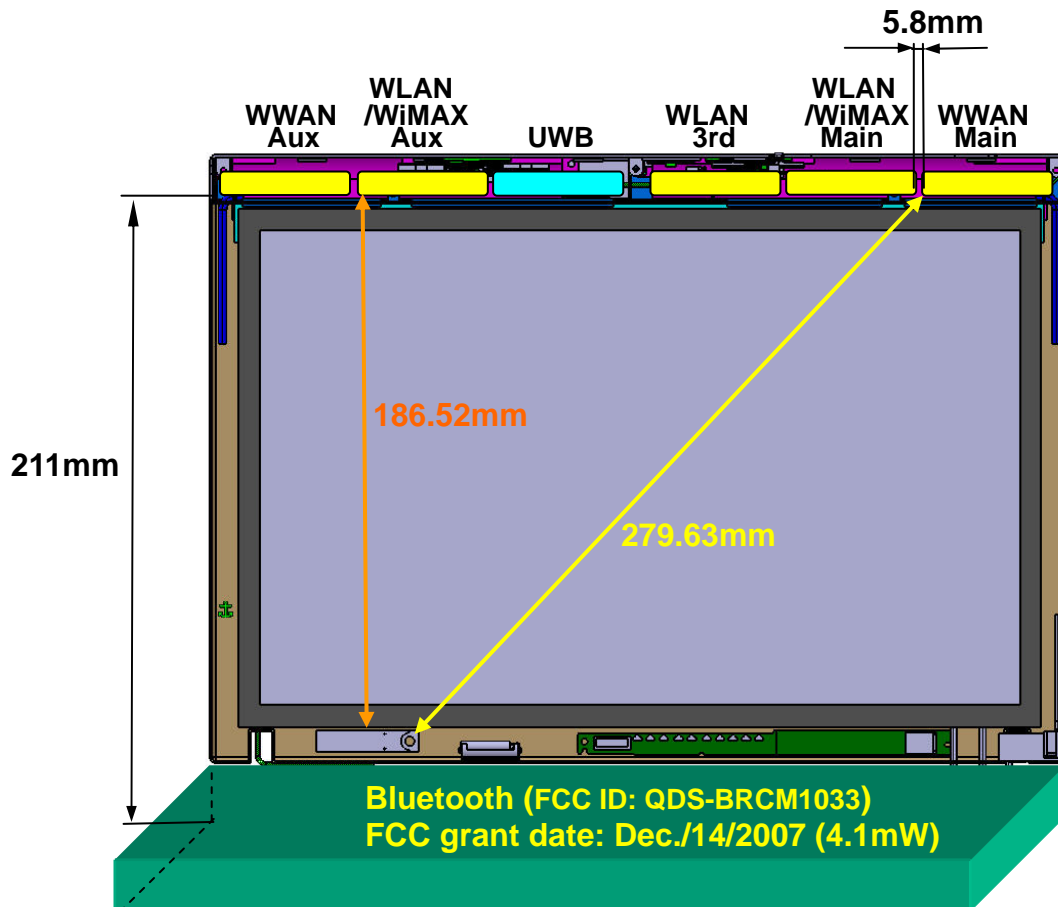 5.8mm
WWAN
Aux
WLAN
/WiMAX
Aux
UWB
WLAN
3rd
WLAN
/WiMAX
Main
WWAN
Main
186.52mm
211mm
279.63mm
Bluetooth (FCC ID: QDS-BRCM1033)
FCC grant date: Dec./14/2007 (4.1mW)